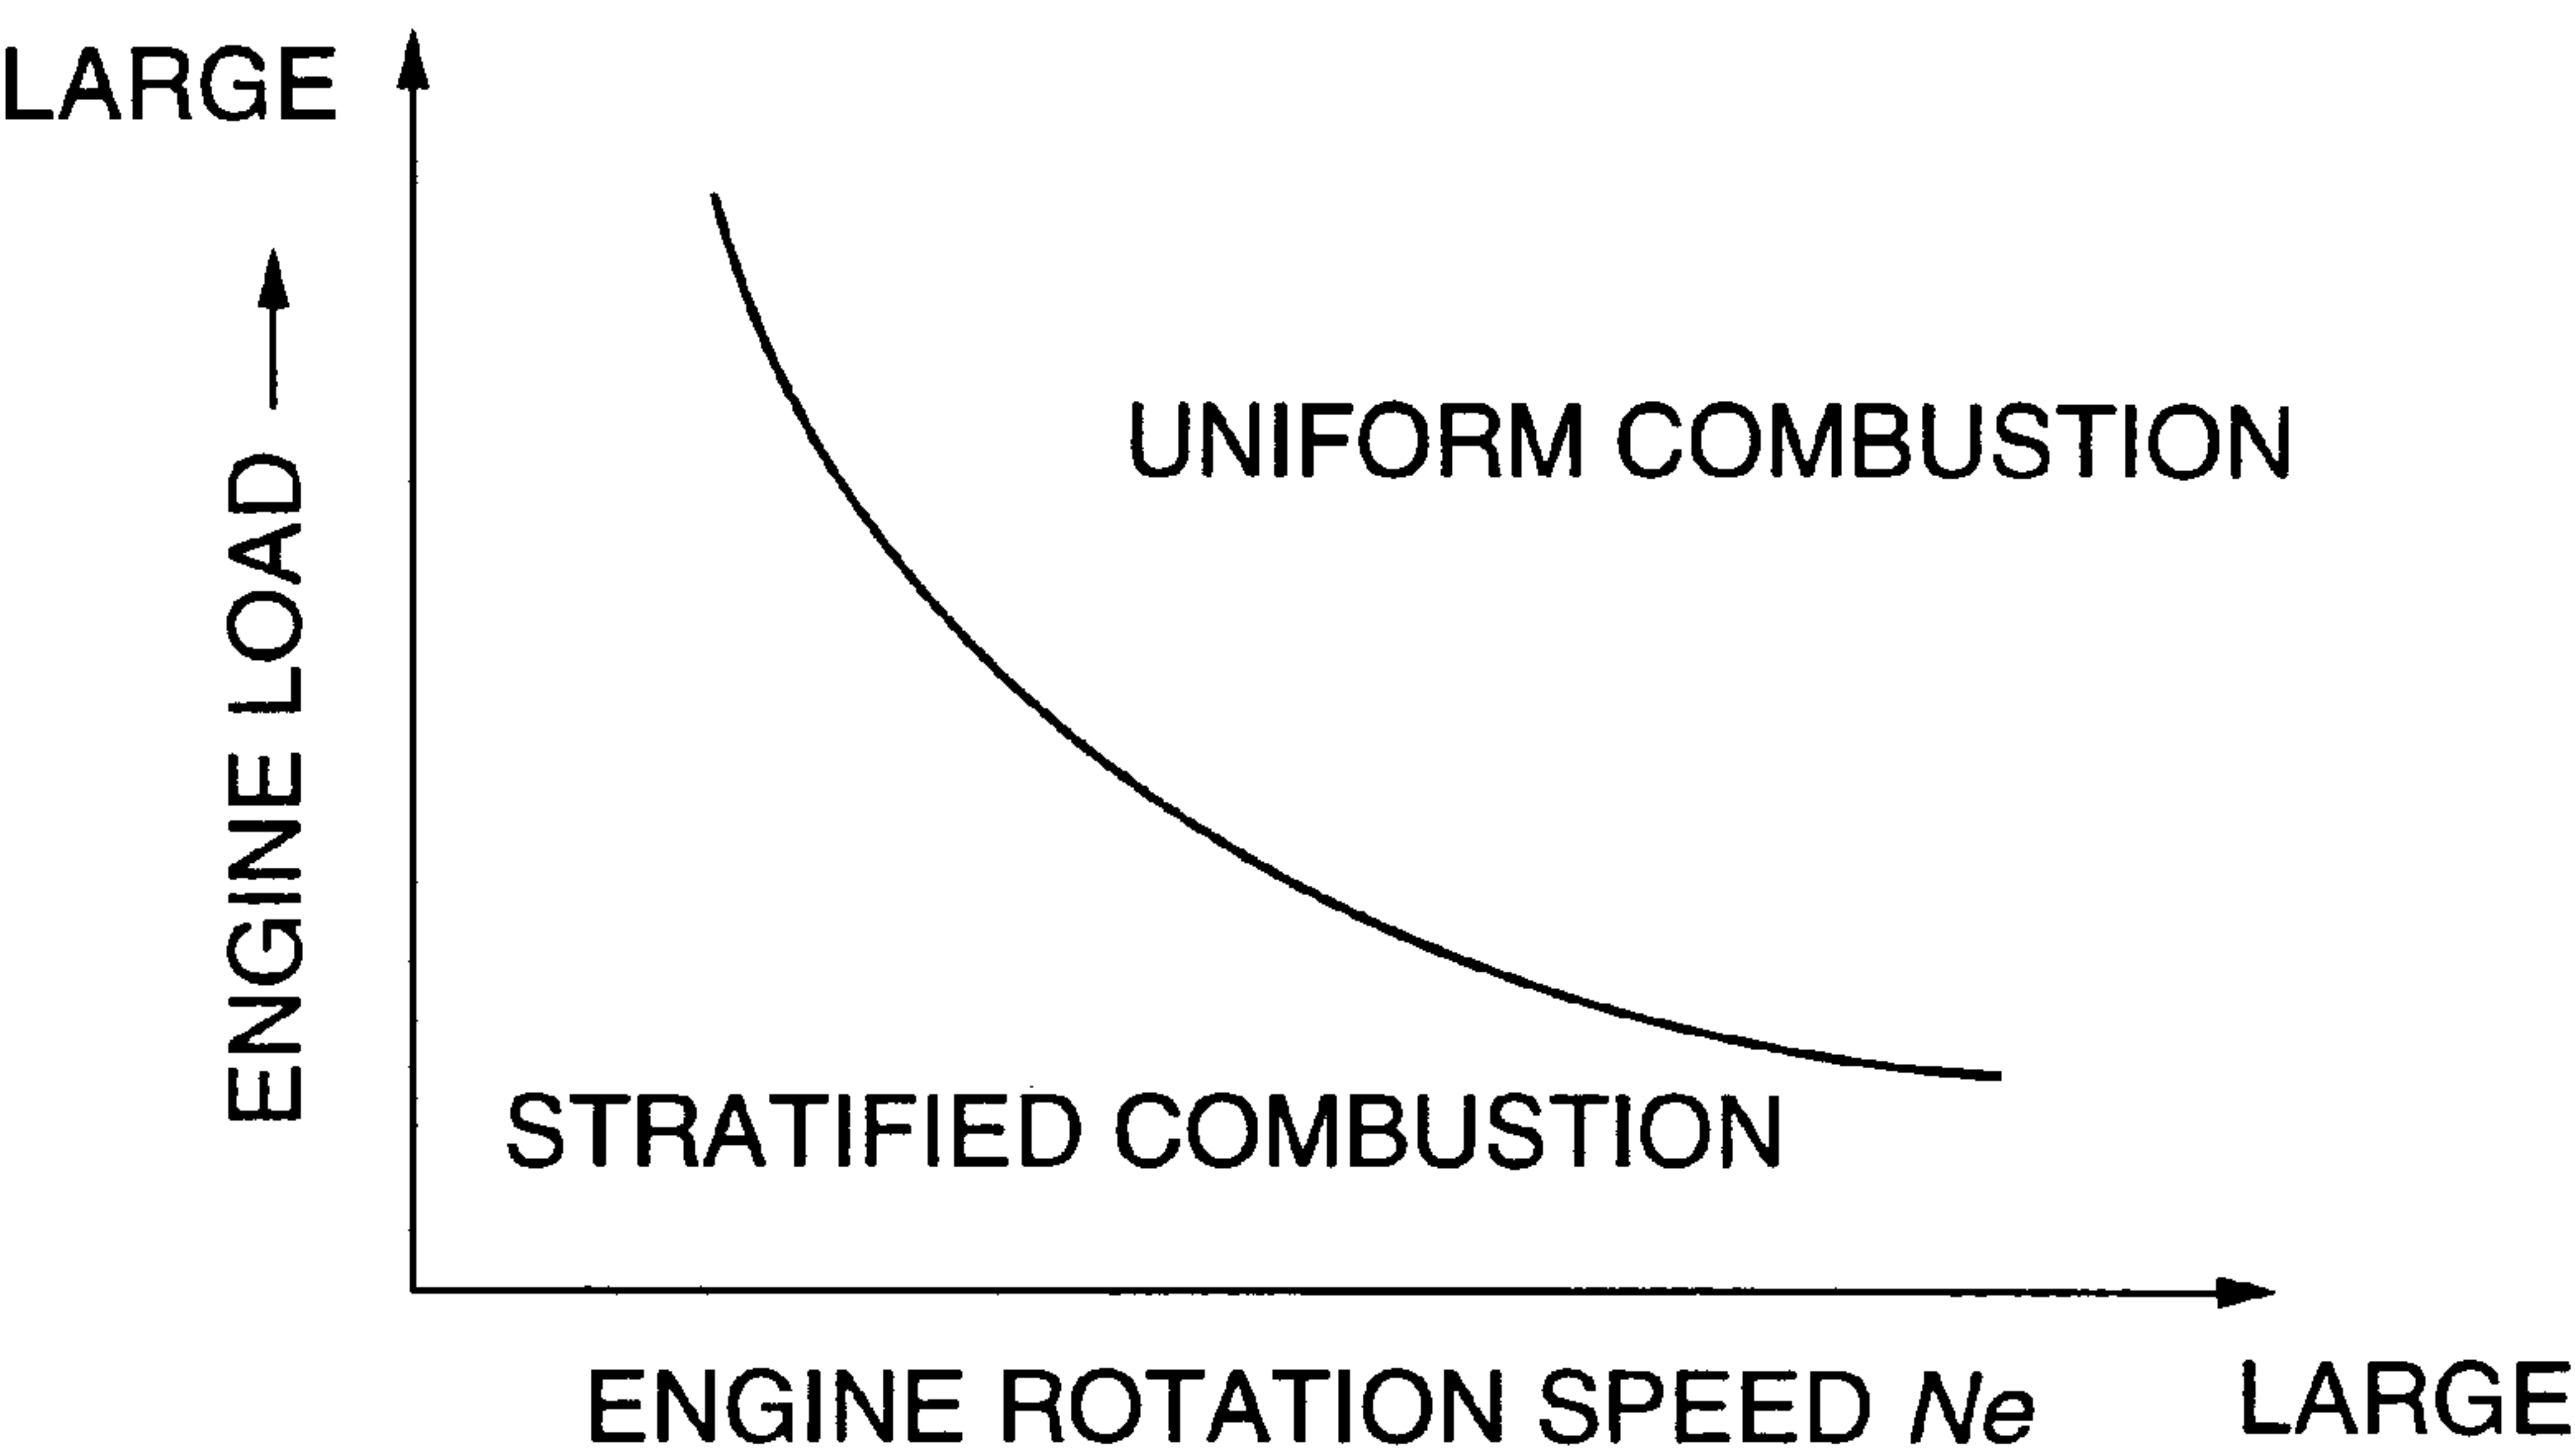 LARGE
ENGINE LOAD
UNIFORM COMBUSTION
STRATIFIED COMBUSTION
ENGINE ROTATION SPEED Ne
LARGE